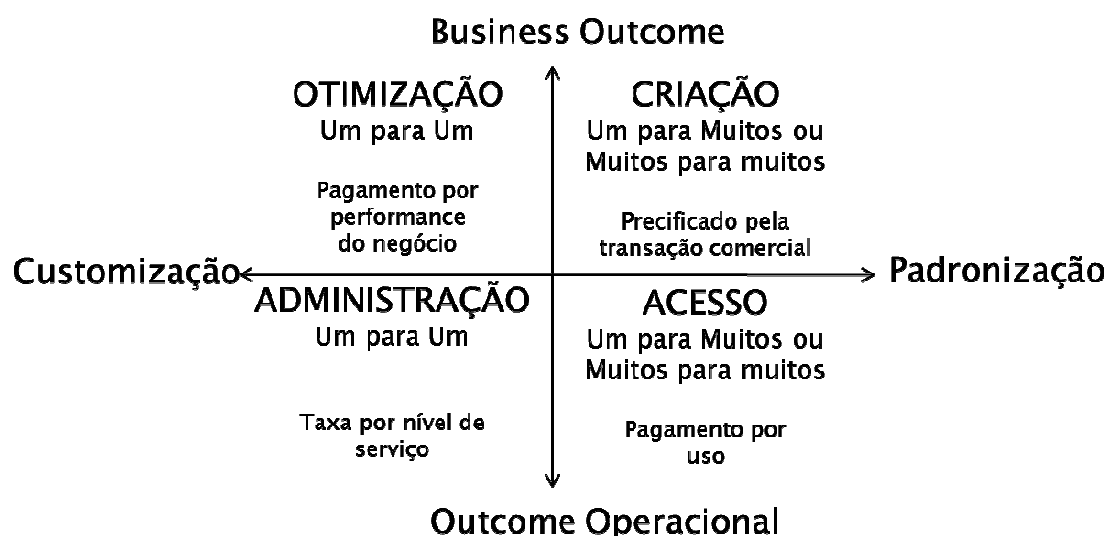 Business Outcome
OTIMIZAÇÃO
Um para Um
Pagamento por
performance
do negócio
CRIAÇÃO
Um para Muitos ou
Muitos para muitos
Precificado pela
transação comercial
Customização
Padronização
ADMINISTRAÇÃO
Um para Um
Taxa por nível de
serviço
ACESSO
Um para Muitos ou
Muitos para muitos
Pagamento por
uso
Outcome Operacional